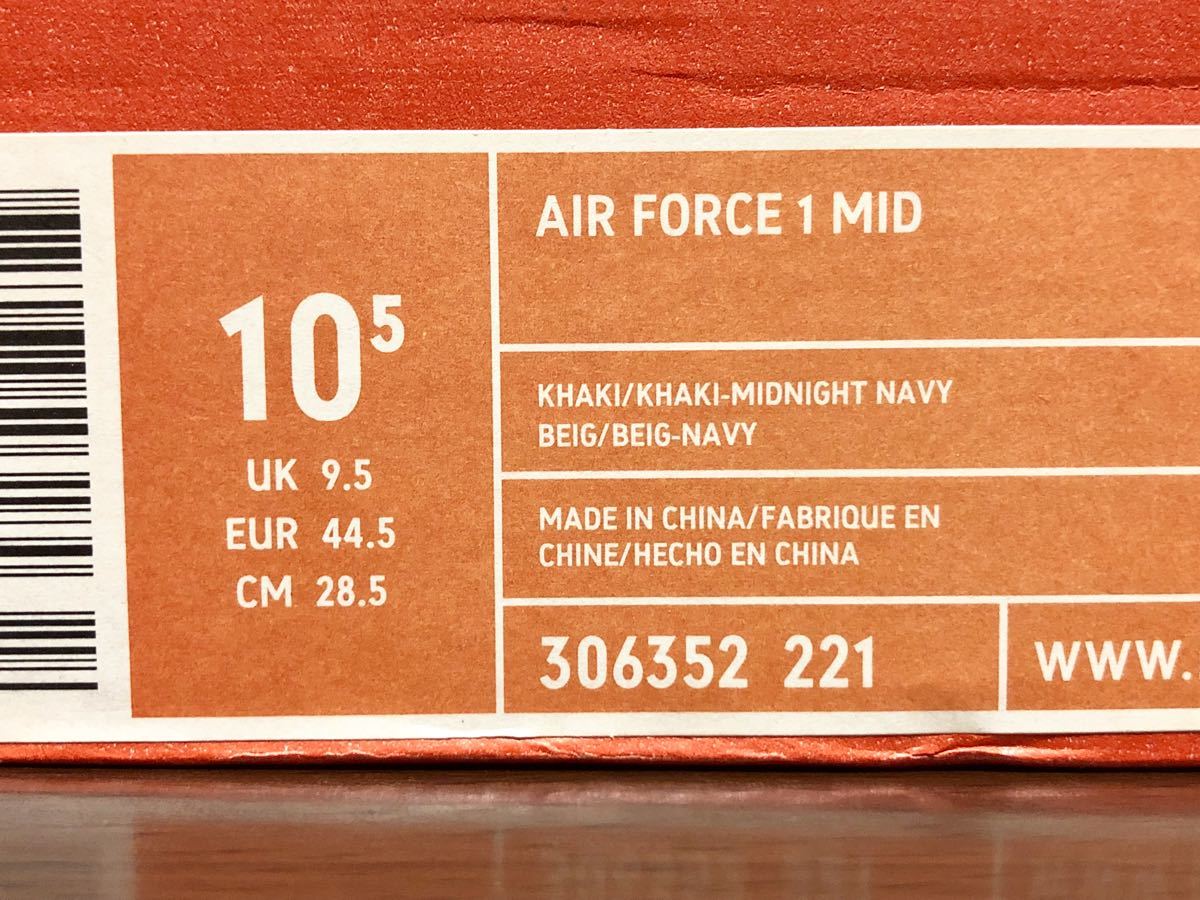 10⁵
UK 9.5
EUR 44.5
CM 28.5
AIR FORCE 1 MID
KHAKI/KHAKI-MIDNIGHT NAVY
BEIG/BEIG-NAVY
MADE IN CHINA/FABRIQUE EN
CHINE/HECHO EN CHINA
306352 221
WWW.